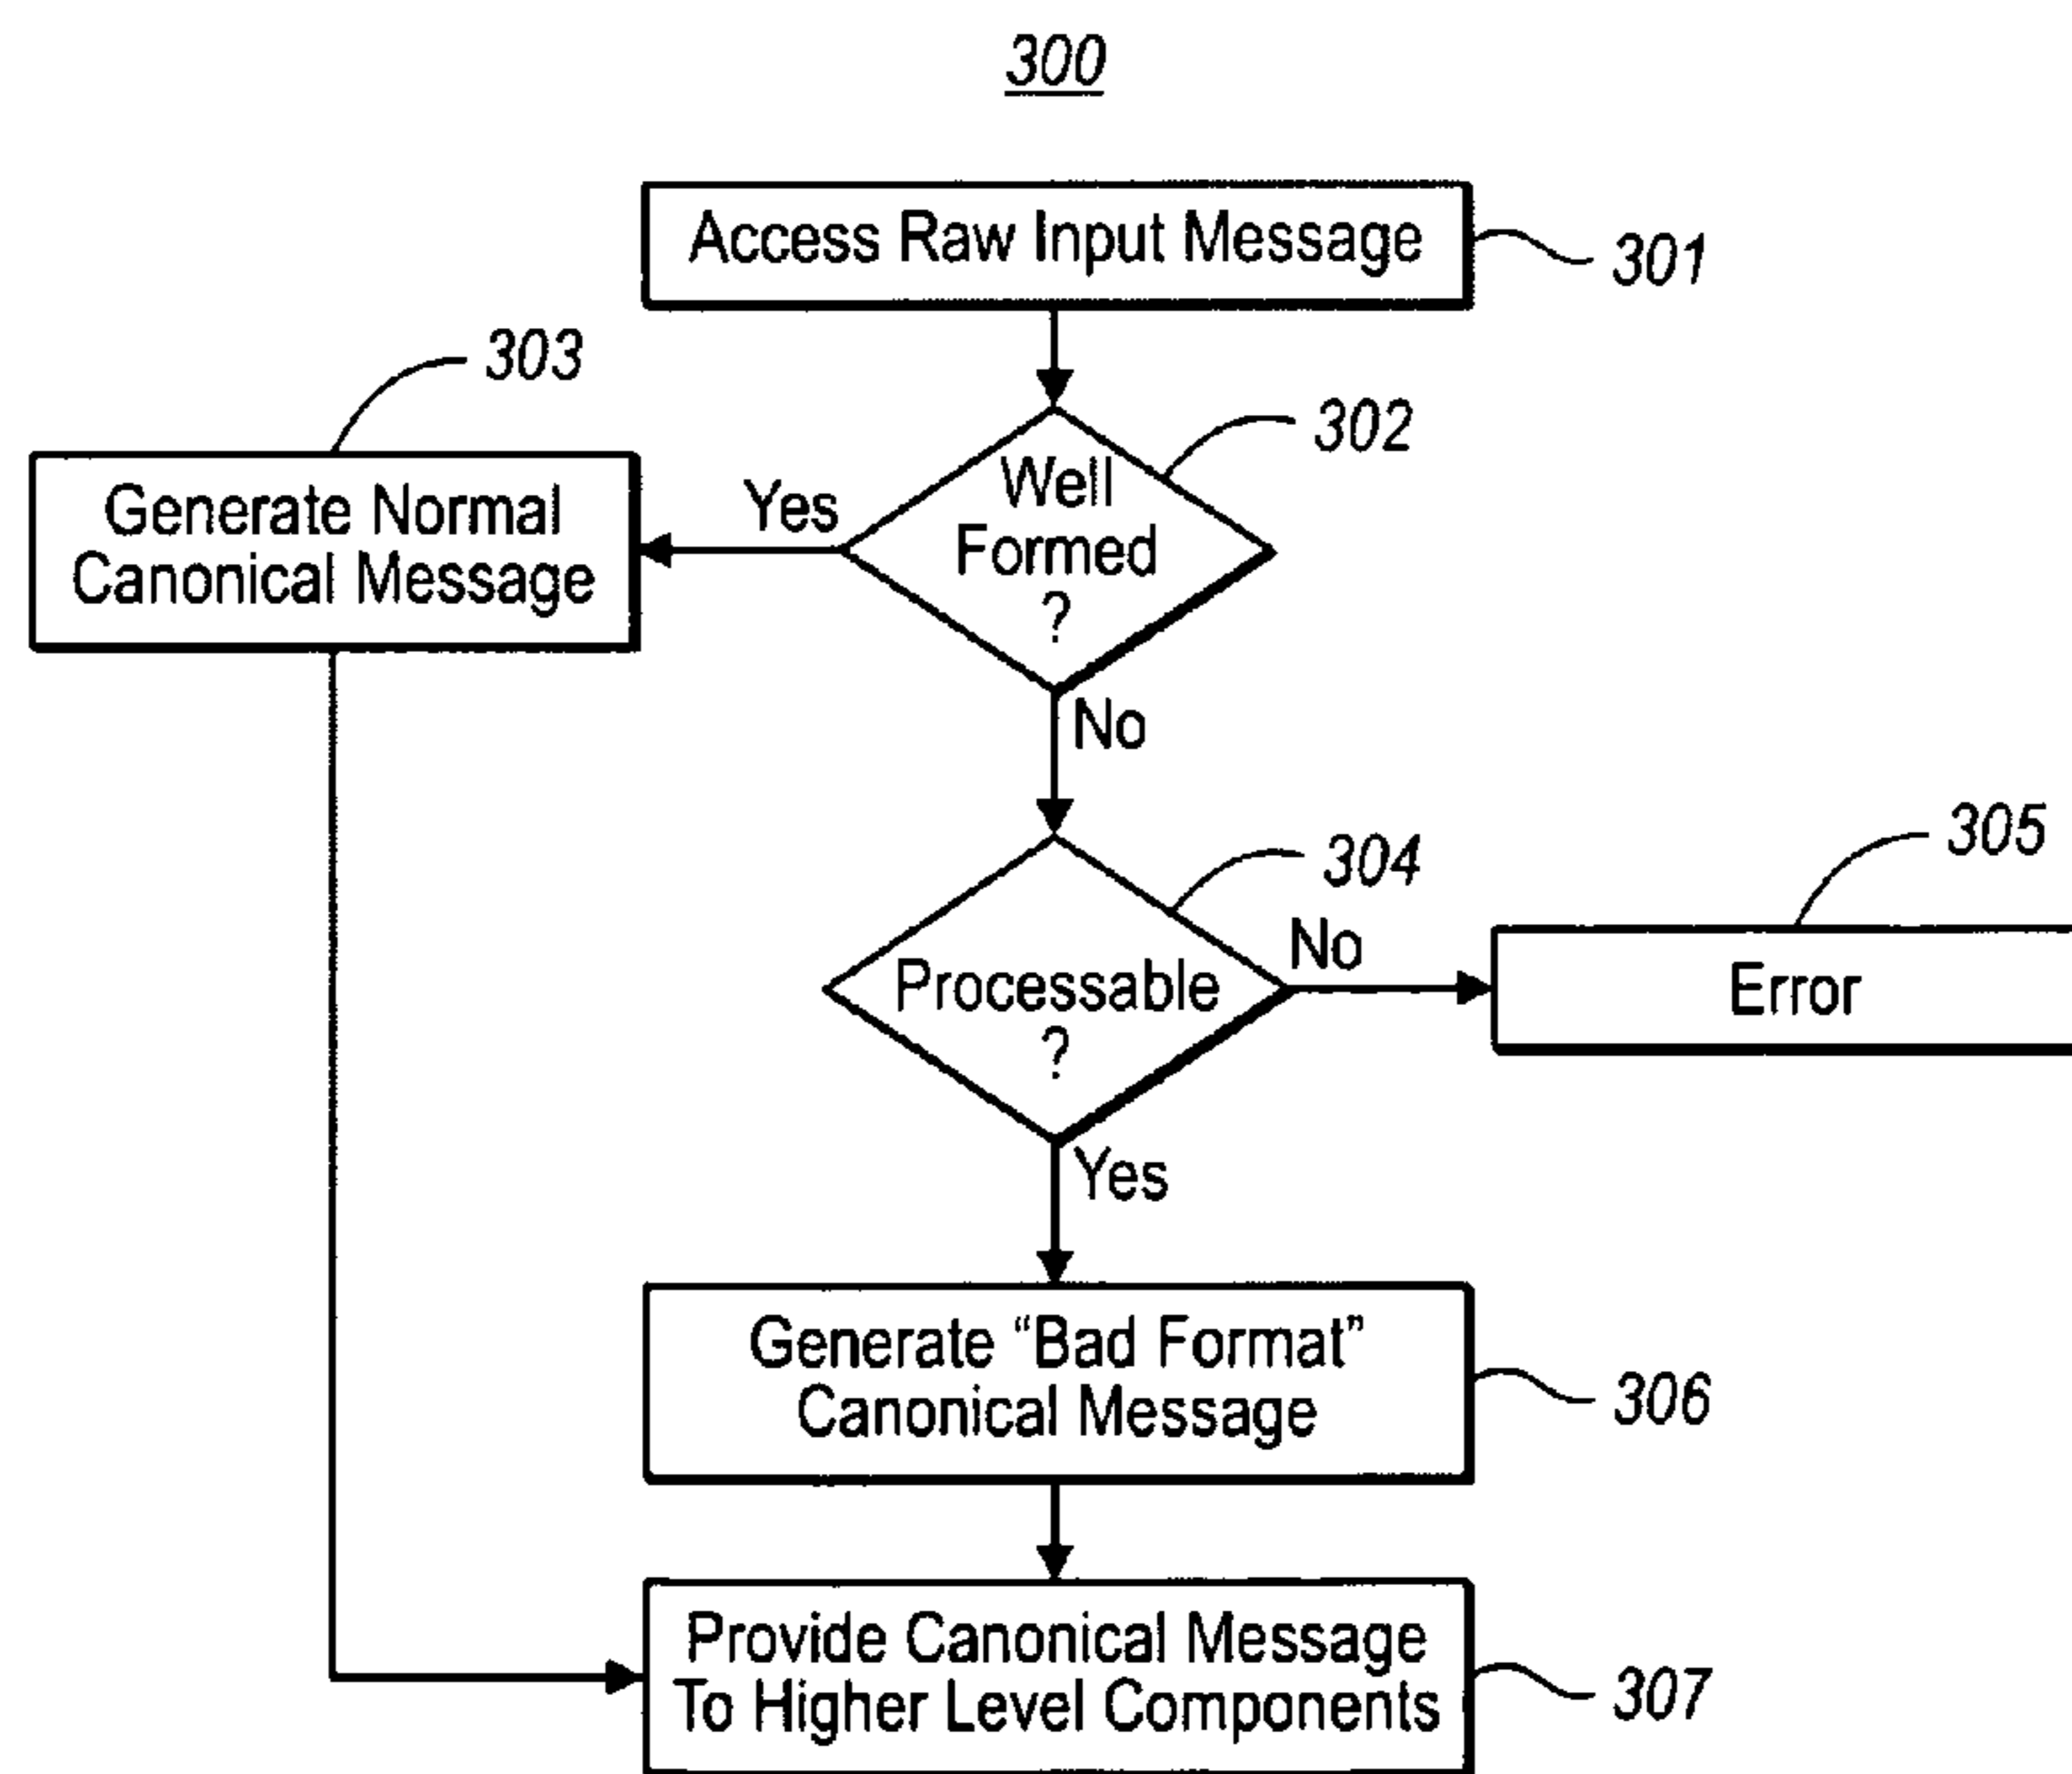 300
Access Raw Input Message
301
303
302
Generate Normal
Canonical Message
Yes
Well
Formed
?
No
304
305
Processable
?
No
Error
Yes
Generate “Bad Format”
Canonical Message
306
Provide Canonical Message
To Higher Level Components
307